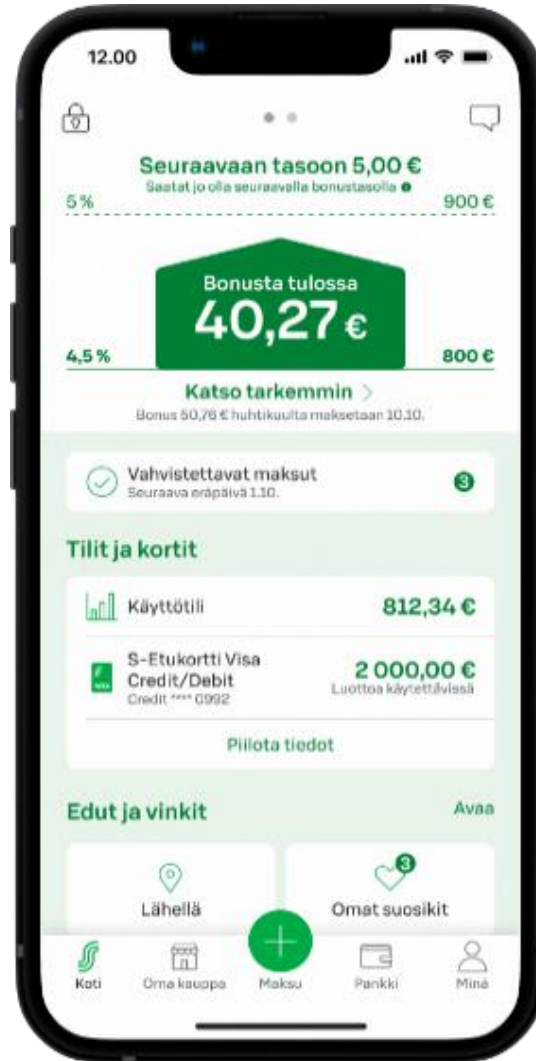 12.00
Seuraavaan tasoon 5,00 €
Saatat jo olla seuraavalla bonustasolla
5 %
900 €
Bonusta tulossa
40,27 €
4,5 %
800 €
Katso tarkemmin >
Bonus 50,76 € huhtikuulta maksetaan 10.10.
Vahvistettavat maksut
Seuraava eräpäivä 1.10.
3
Tilit ja kortit
Käyttötili
812,34 €
S-Etukortti Visa
Credit/Debit
Credit **** 0992
2 000,00 €
Luottoa käytettävissä
Piilota tiedot
Edut ja vinkit
Avaa
Lähellä
3
Omat suosikit
Koti
Oma kauppa
Maksu
Pankki
Minä